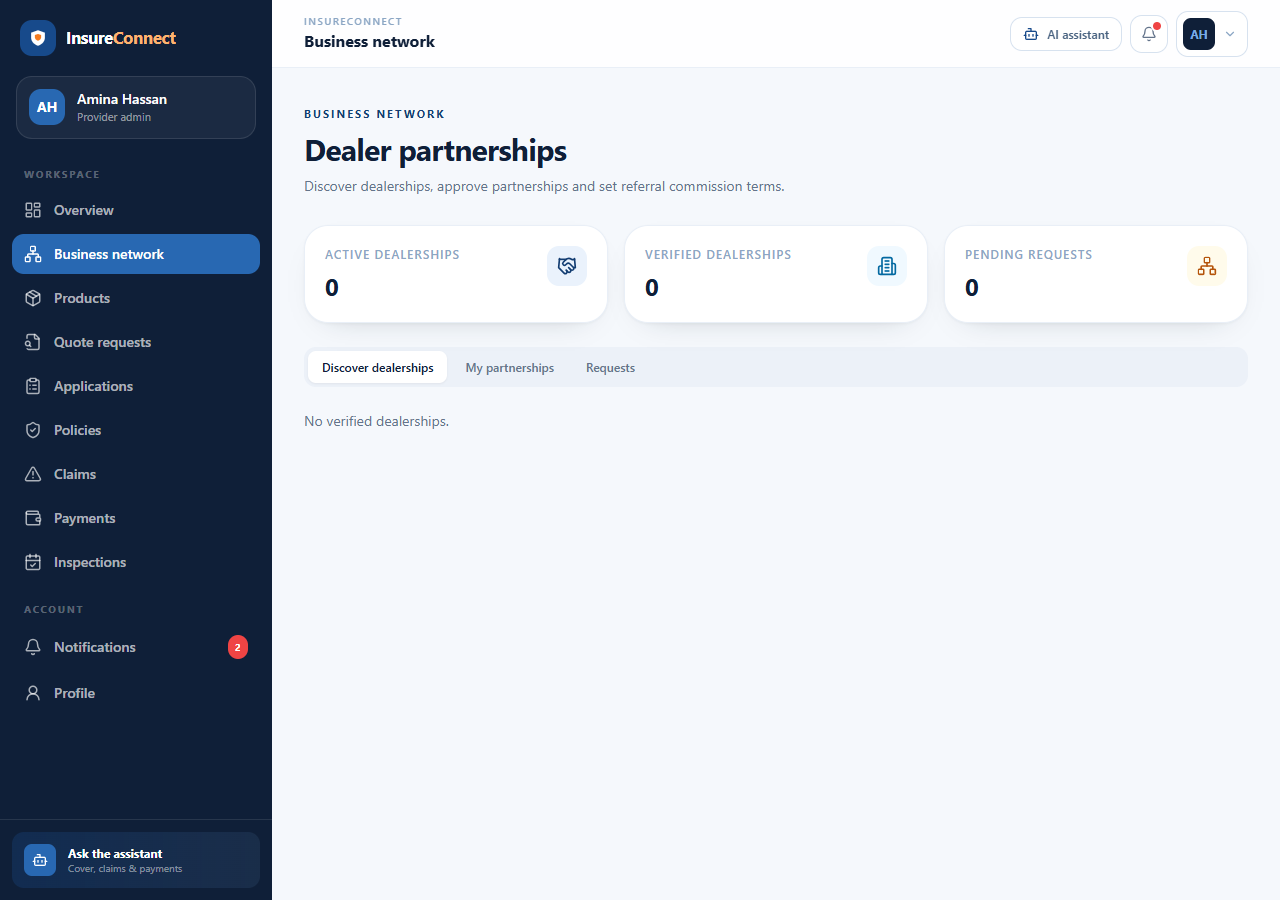 InsureConnect
AH
Amina Hassan
Provider admin
WORKSPACE
Overview
Business network
Products
Quote requests
Applications
Policies
Claims
Payments
Inspections
ACCOUNT
Notifications
2
Profile
Ask the assistant
Cover, claims & payments
INSURECONNECT
Business network
AI assistant
AH
BUSINESS NETWORK
Dealer partnerships
Discover dealerships, approve partnerships and set referral commission terms.
ACTIVE DEALERSHIPS
0
VERIFIED DEALERSHIPS
0
PENDING REQUESTS
0
Discover dealerships
My partnerships
Requests
No verified dealerships.